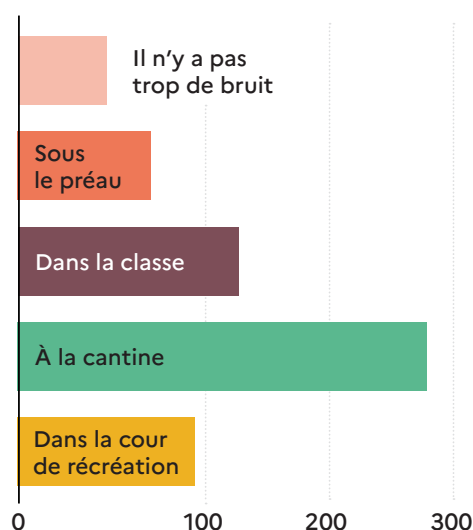 Il n'y a pas
trop de bruit
Sous
le préau
Dans la classe
À la cantine
Dans la cour
de récréation
0 100 200 300